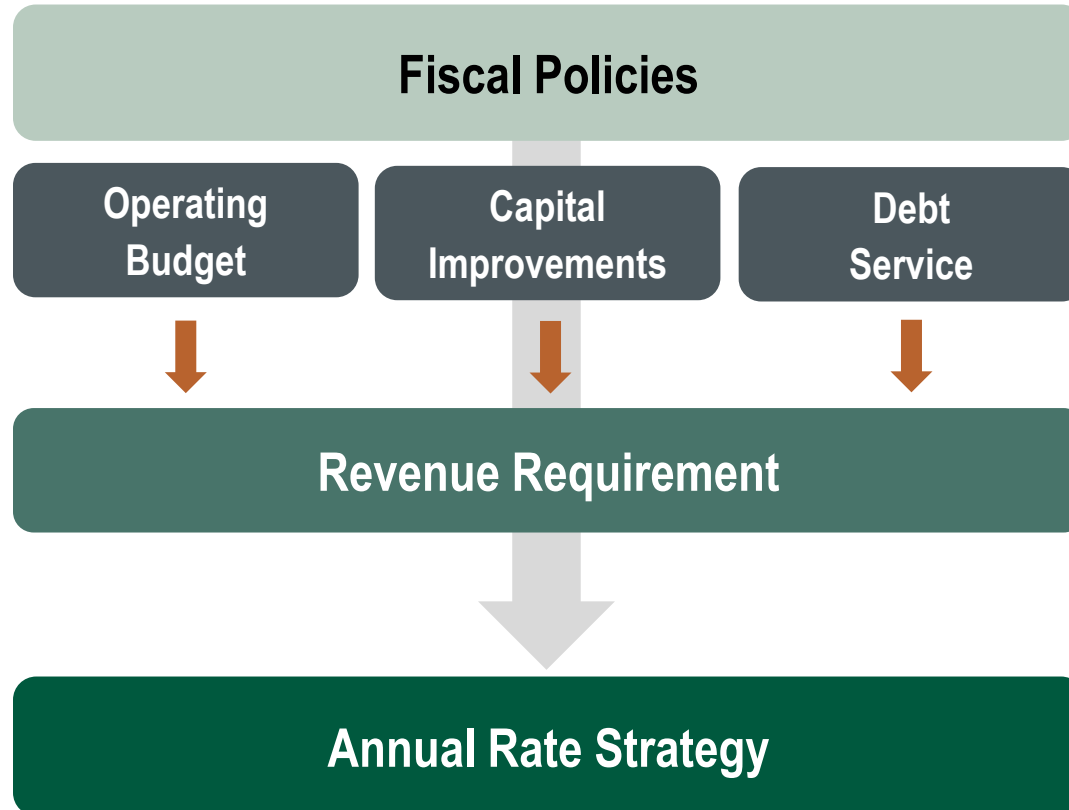 Fiscal Policies
Operating
Budget
Capital
Improvements
Debt
Service
Revenue Requirement
Annual Rate Strategy